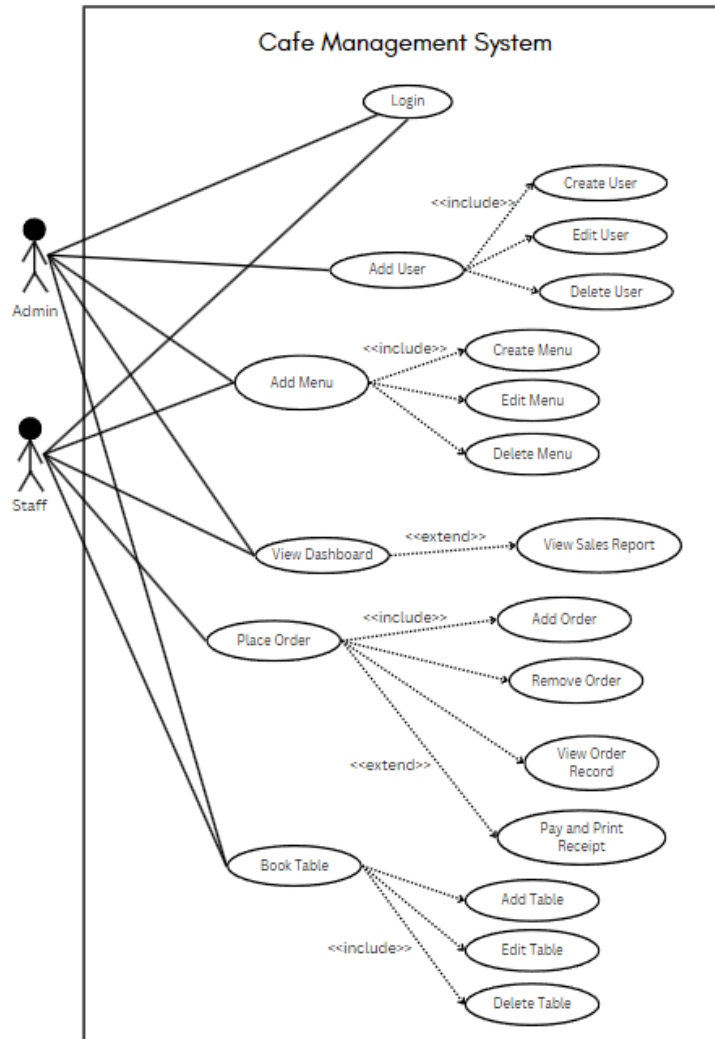 Cafe Management System
Login
Create User
<<include>>
Edit User
Admin
Add User
Delete User
<<include>>
Create Menu
Add Menu
Edit Menu
Delete Menu
Staff
<<extend>>
View Dashboard
View Sales Report
<<include>>
Add Order
Place Order
Remove Order
<<extend>>
View Order
Record
Pay and Print
Receipt
Book Table
Add Table
<<include>>
Edit Table
Delete Table